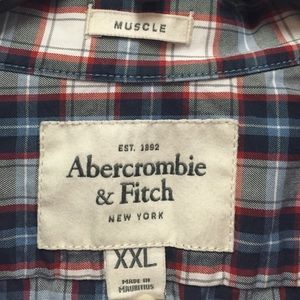 MUSCLE
EST. 1892
Abercrombie
& Fitch
NEW YORK
XXL
MADE IN
MAURITIUS